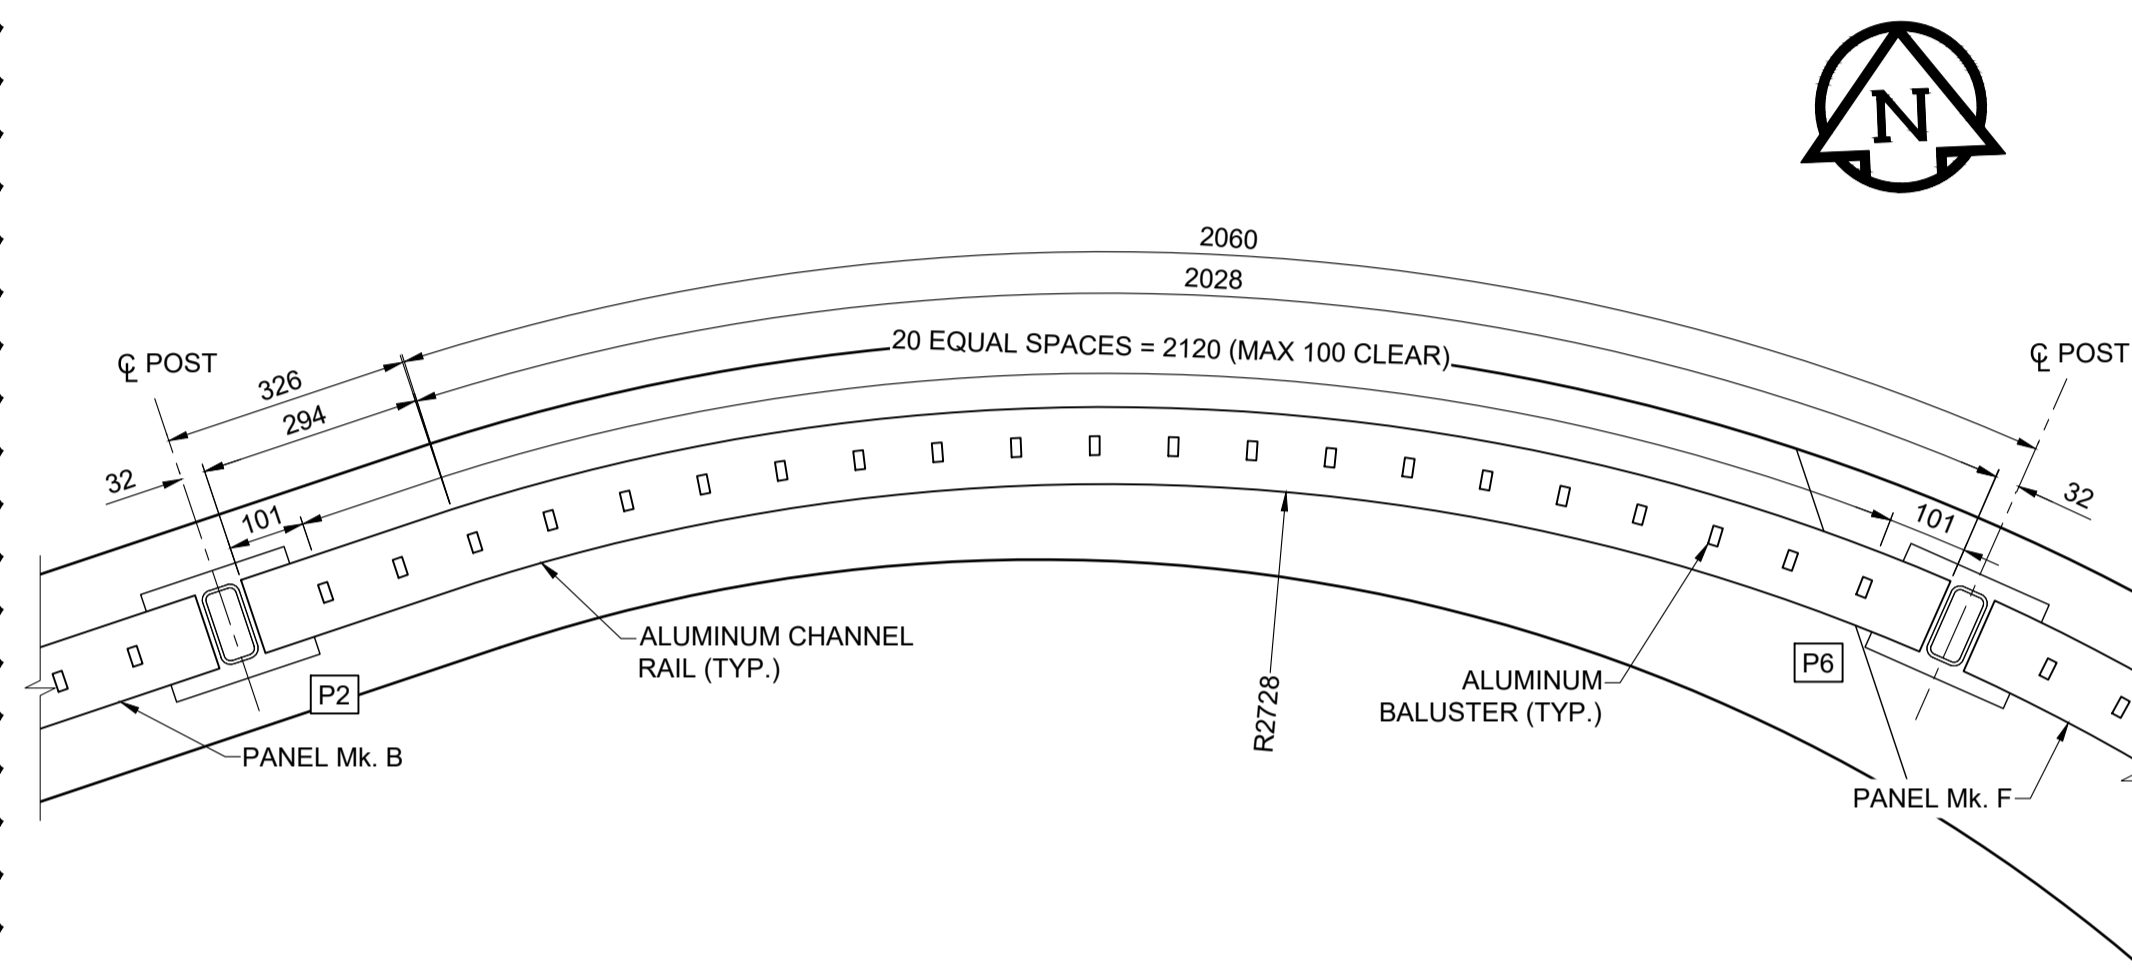 N
2060
2028
20 EQUAL SPACES = 2120 (MAX 100 CLEAR)
℄ POST
℄ POST
326
294
32
101
101
32
ALUMINUM CHANNEL
RAIL (TYP.)
P2
PANEL Mk. B
R2728
ALUMINUM
BALUSTER (TYP.)
P6
PANEL Mk. F